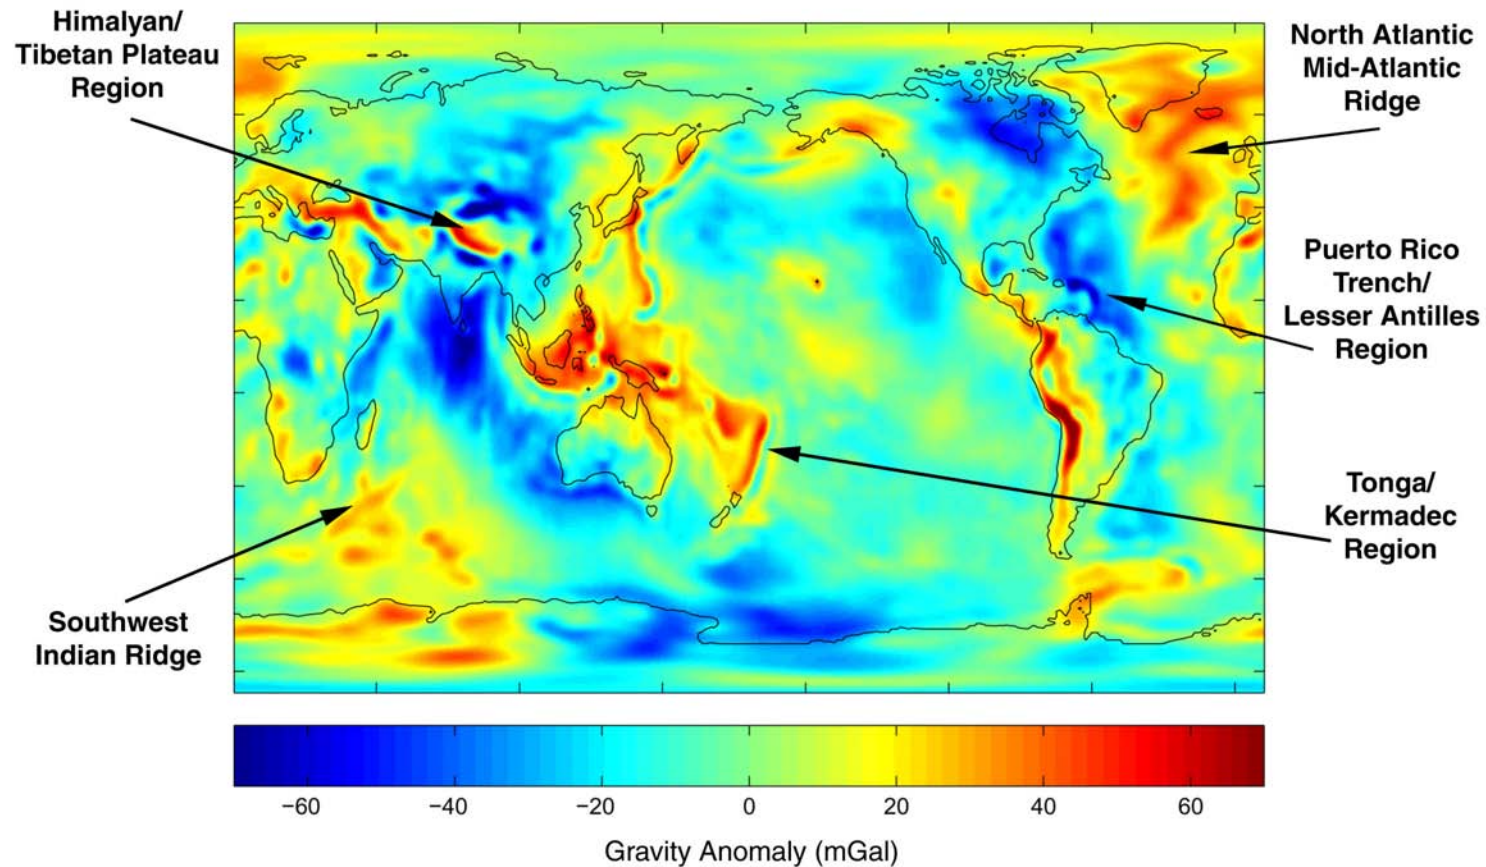 Himalyan/
Tibetan Plateau
Region
North Atlantic
Mid-Atlantic
Ridge
Puerto Rico
Trench/
Lesser Antilles
Region
Tonga/
Kermadec
Region
Southwest
Indian Ridge
−60 −40 −20 0 20 40 60
Gravity Anomaly (mGal)